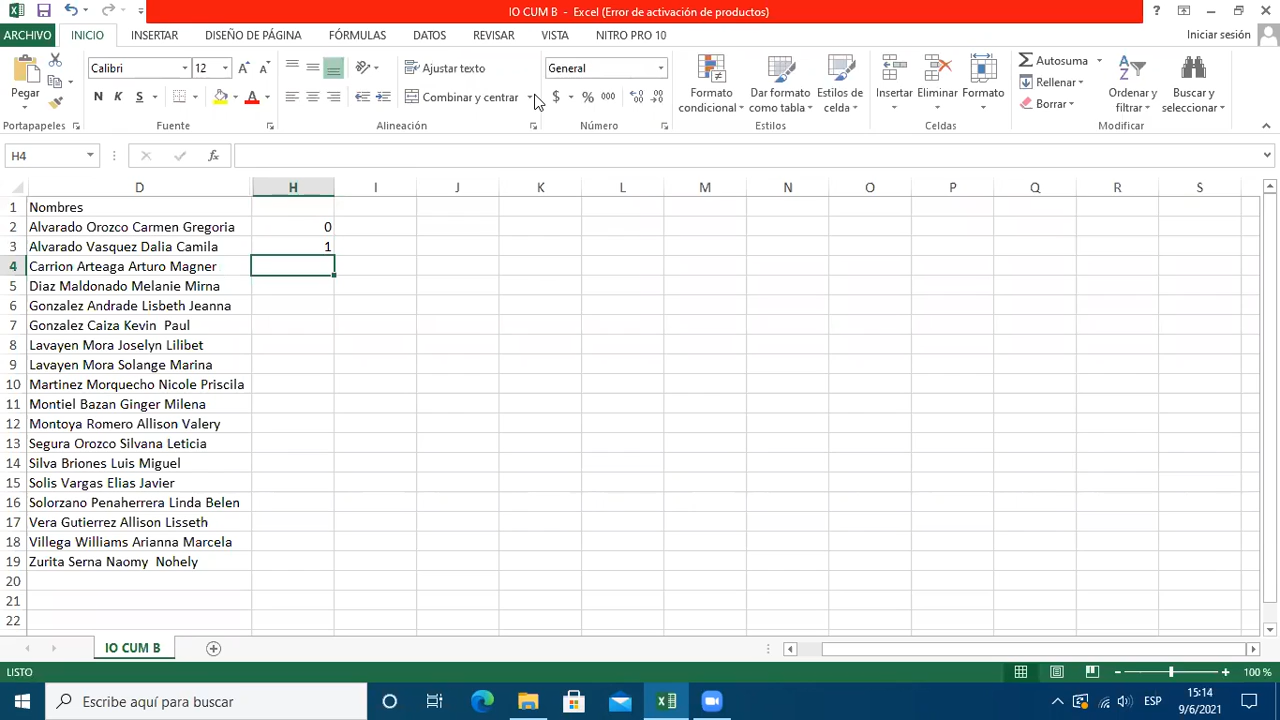 IO CUM B - Excel (Error de activación de productos)
?
ARCHIVO INICIO INSERTAR DISEÑO DE PÁGINA FÓRMULAS DATOS REVISAR VISTA NITRO PRO 10 Iniciar sesión
Pegar
Calibri 12 A A
N K S A
Ajustar texto
Combinar y centrar
General
$ % 000
Formato condicional
Dar formato como tabla
Estilos de celda
Insertar Eliminar Formato
Autosuma
Rellenar
Borrar
Ordenar y filtrar
Buscar y seleccionar
Portapapeles Fuente Alineación Número Estilos Celdas Modificar
H4 fx
D H I J K L M N O P Q R S
1 Nombres
2 Alvarado Orozco Carmen Gregoria 0
3 Alvarado Vasquez Dalia Camila 1
4 Carrion Arteaga Arturo Magner
5 Diaz Maldonado Melanie Mirna
6 Gonzalez Andrade Lisbeth Jeanna
7 Gonzalez Caiza Kevin  Paul
8 Lavayen Mora Joselyn Lilibet
9 Lavayen Mora Solange Marina
10 Martinez Morquecho Nicole Priscila
11 Montiel Bazan Ginger Milena
12 Montoya Romero Allison Valery
13 Segura Orozco Silvana Leticia
14 Silva Briones Luis Miguel
15 Solis Vargas Elias Javier
16 Solorzano Penaherrera Linda Belen
17 Vera Gutierrez Allison Lisseth
18 Villega Williams Arianna Marcela
19 Zurita Serna Naomy  Nohely
20
21
22
IO CUM B
LISTO 100 %
Escribe aquí para buscar
ESP
15:14
9/6/2021